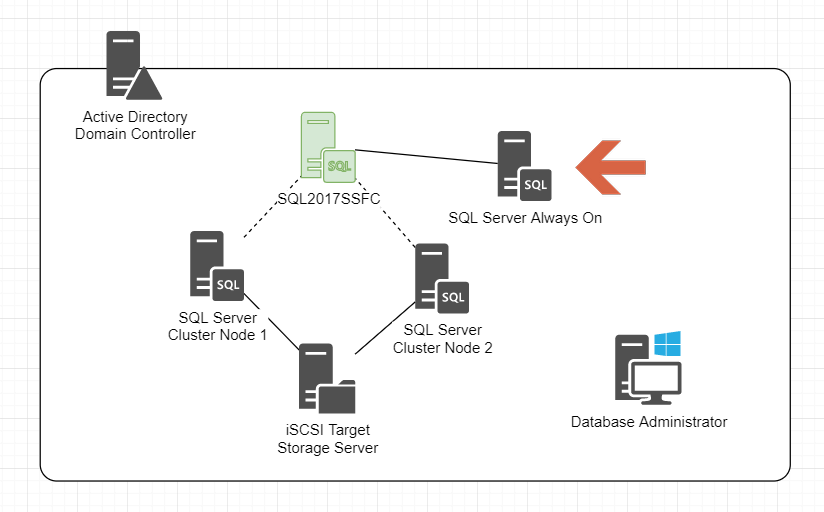 Active Directory
Domain Controller
SQL
SQL2017SSFC
SQL
SQL Server Always On
SQL
SQL Server
Cluster Node 1
SQL
SQL Server
Cluster Node 2
iSCSI Target
Storage Server
Database Administrator